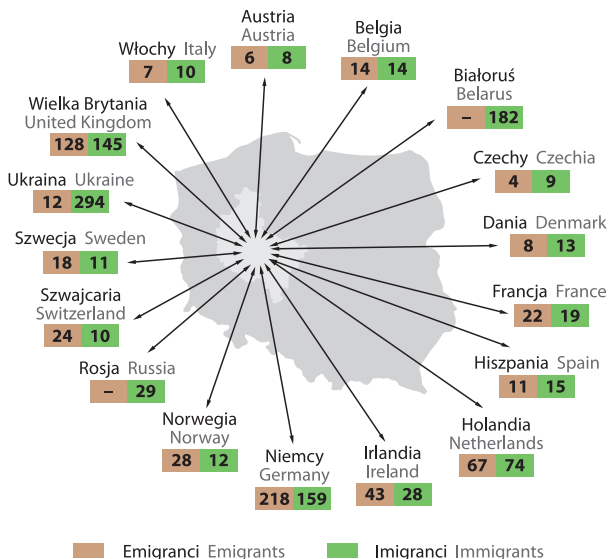 Austria
Austria
6 8
Belgia
Belgium
14 14
Białoruś
Belarus
– 182
Czechy Czechia
4 9
Dania Denmark
8 13
Francja France
22 19
Hiszpania Spain
11 15
Holandia
Netherlands
67 74
Irlandia
Ireland
43 28
Niemcy
Germany
218 159
Norwegia
Norway
28 12
Rosja Russia
– 29
Szwajcaria
Switzerland
24 10
Szwecja Sweden
18 11
Ukraina Ukraine
12 294
Wielka Brytania
United Kingdom
128 145
Włochy Italy
7 10
Emigranci Emigrants
Imigranci Immigrants